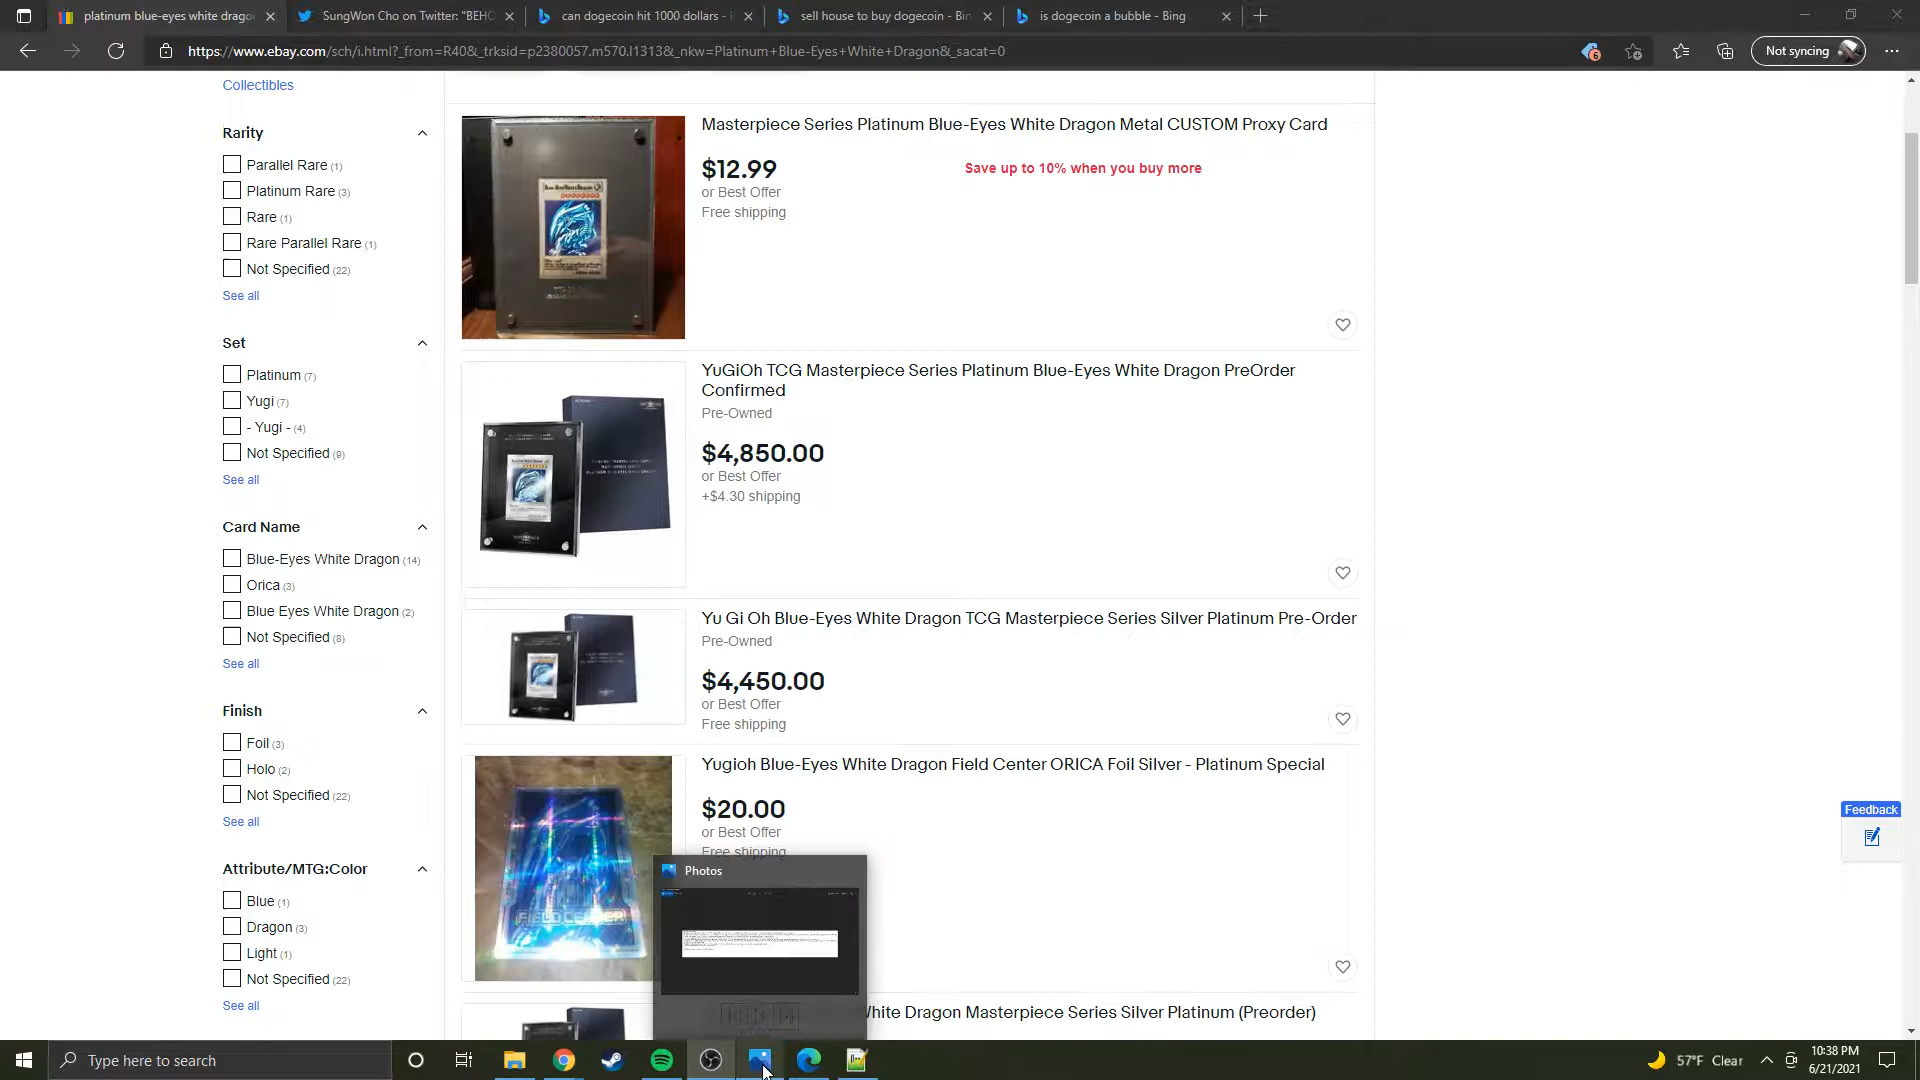 platinum blue-eyes white drago
SungWon Cho on Twitter: "BEHO
can dogecoin hit 1000 dollars -
sell house to buy dogecoin - Bin
is dogecoin a bubble - Bing
https://www.ebay.com/sch/i.html?_from=R40&_trksid=p2380057.m570.l1313&_nkw=Platinum+Blue-Eyes+White+Dragon&_sacat=0
6
Not syncing
Collectibles
Rarity
Parallel Rare (1)
Platinum Rare (3)
Rare (1)
Rare Parallel Rare (1)
Not Specified (22)
See all
Set
Platinum (7)
Yugi (7)
- Yugi - (4)
Not Specified (9)
See all
Card Name
Blue-Eyes White Dragon (14)
Orica (3)
Blue Eyes White Dragon (2)
Not Specified (8)
See all
Finish
Foil (3)
Holo (2)
Not Specified (22)
See all
Attribute/MTG:Color
Blue (1)
Dragon (3)
Light (1)
Not Specified (22)
See all
Masterpiece Series Platinum Blue-Eyes White Dragon Metal CUSTOM Proxy Card
$12.99
or Best Offer
Free shipping
Save up to 10% when you buy more
YuGiOh TCG Masterpiece Series Platinum Blue-Eyes White Dragon PreOrder
Confirmed
Pre-Owned
$4,850.00
or Best Offer
+$4.30 shipping
Yu Gi Oh Blue-Eyes White Dragon TCG Masterpiece Series Silver Platinum Pre-Order
Pre-Owned
$4,450.00
or Best Offer
Free shipping
Yugioh Blue-Eyes White Dragon Field Center ORICA Foil Silver - Platinum Special
$20.00
or Best Offer
Free shipping
FIELD CENTER
Photos
White Dragon Masterpiece Series Silver Platinum (Preorder)
Feedback
Type here to search
57°F Clear
10:38 PM
6/21/2021